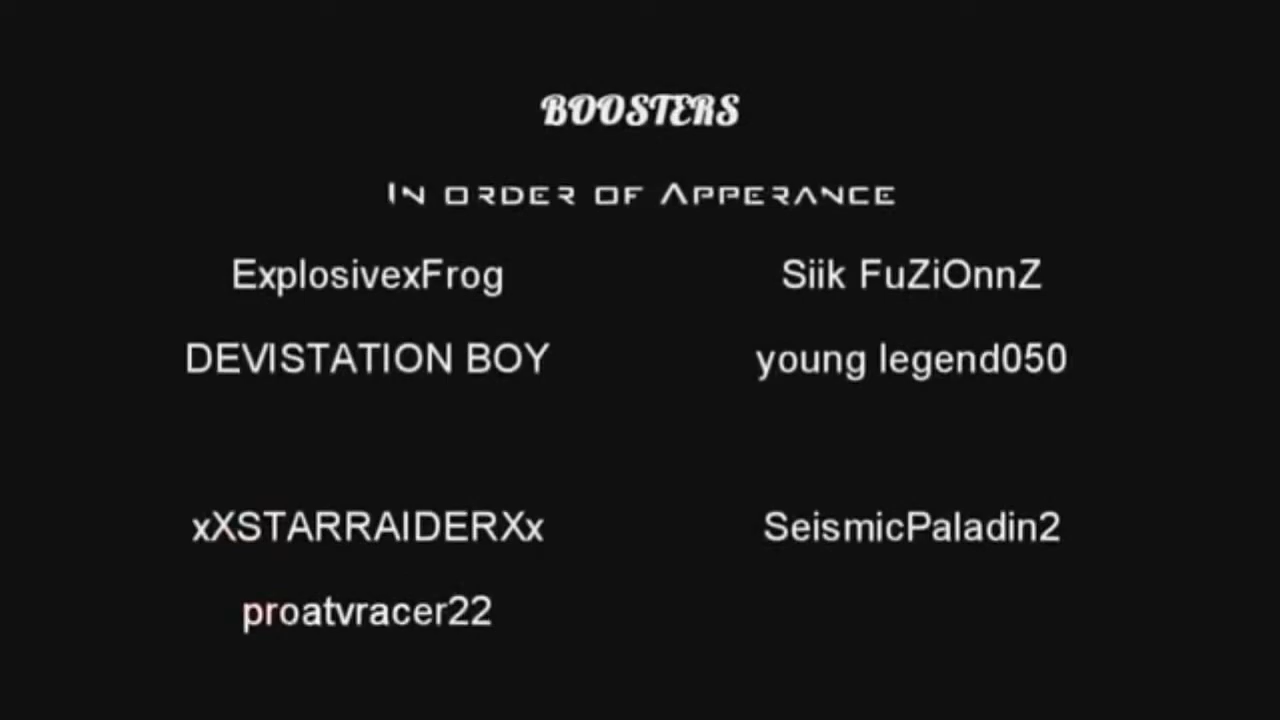 BOOSTERS
In order of Apperance
ExplosivexFrog
Siik FuZiOnnZ
DEVISTATION BOY
young legend050
xXSTARRAIDERXx
SeismicPaladin2
proatvracer22